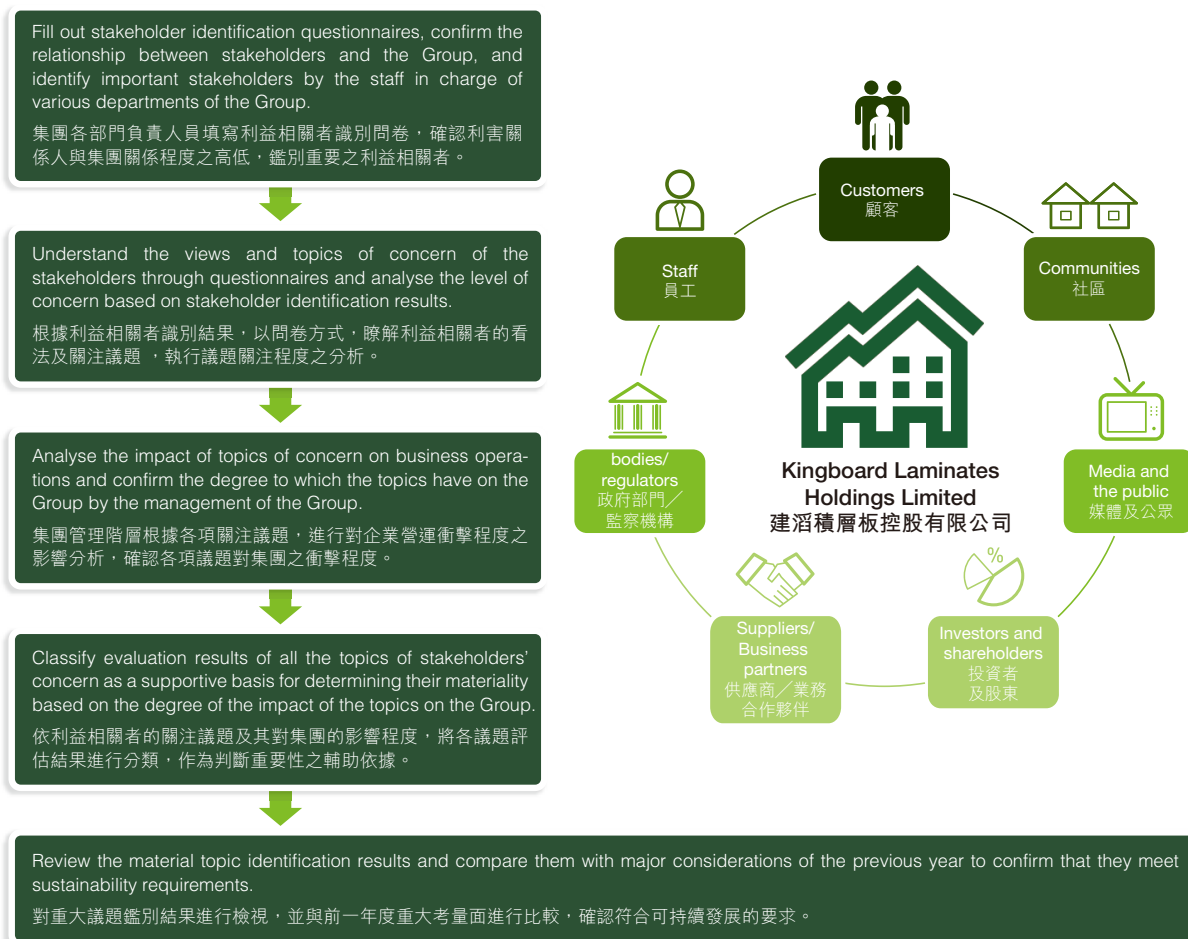 Fill out stakeholder identification questionnaires, confirm the
relationship between stakeholders and the Group, and
identify important stakeholders by the staff in charge of
various departments of the Group.
集團各部門負責人員填寫利益相關者識別問卷，確認利害關
係人與集團關係程度之高低，鑑別重要之利益相關者。
Understand the views and topics of concern of the
stakeholders through questionnaires and analyse the level of
concern based on stakeholder identification results.
根據利益相關者識別結果，以問卷方式，瞭解利益相關者的看
法及關注議題 ，執行議題關注程度之分析。
Analyse the impact of topics of concern on business opera-
tions and confirm the degree to which the topics have on the
Group by the management of the Group.
集團管理階層根據各項關注議題，進行對企業營運衝擊程度之
影響分析，確認各項議題對集團之衝擊程度。
Classify evaluation results of all the topics of stakeholders’
concern as a supportive basis for determining their materiality
based on the degree of the impact of the topics on the Group.
依利益相關者的關注議題及其對集團的影響程度，將各議題評
估結果進行分類，作為判斷重要性之輔助依據。
Review the material topic identification results and compare them with major considerations of the previous year to confirm that they meet
sustainability requirements.
對重大議題鑑別結果進行檢視，並與前一年度重大考量面進行比較，確認符合可持續發展的要求。
Customers
顧客
Staff
員工
Communities
社區
bodies/
regulators
政府部門／
監察機構
Kingboard Laminates
Holdings Limited
建滔積層板控股有限公司
Media and
the public
媒體及公眾
Suppliers/
Business
partners
供應商／業務
合作夥伴
%
Investors and
shareholders
投資者
及股東